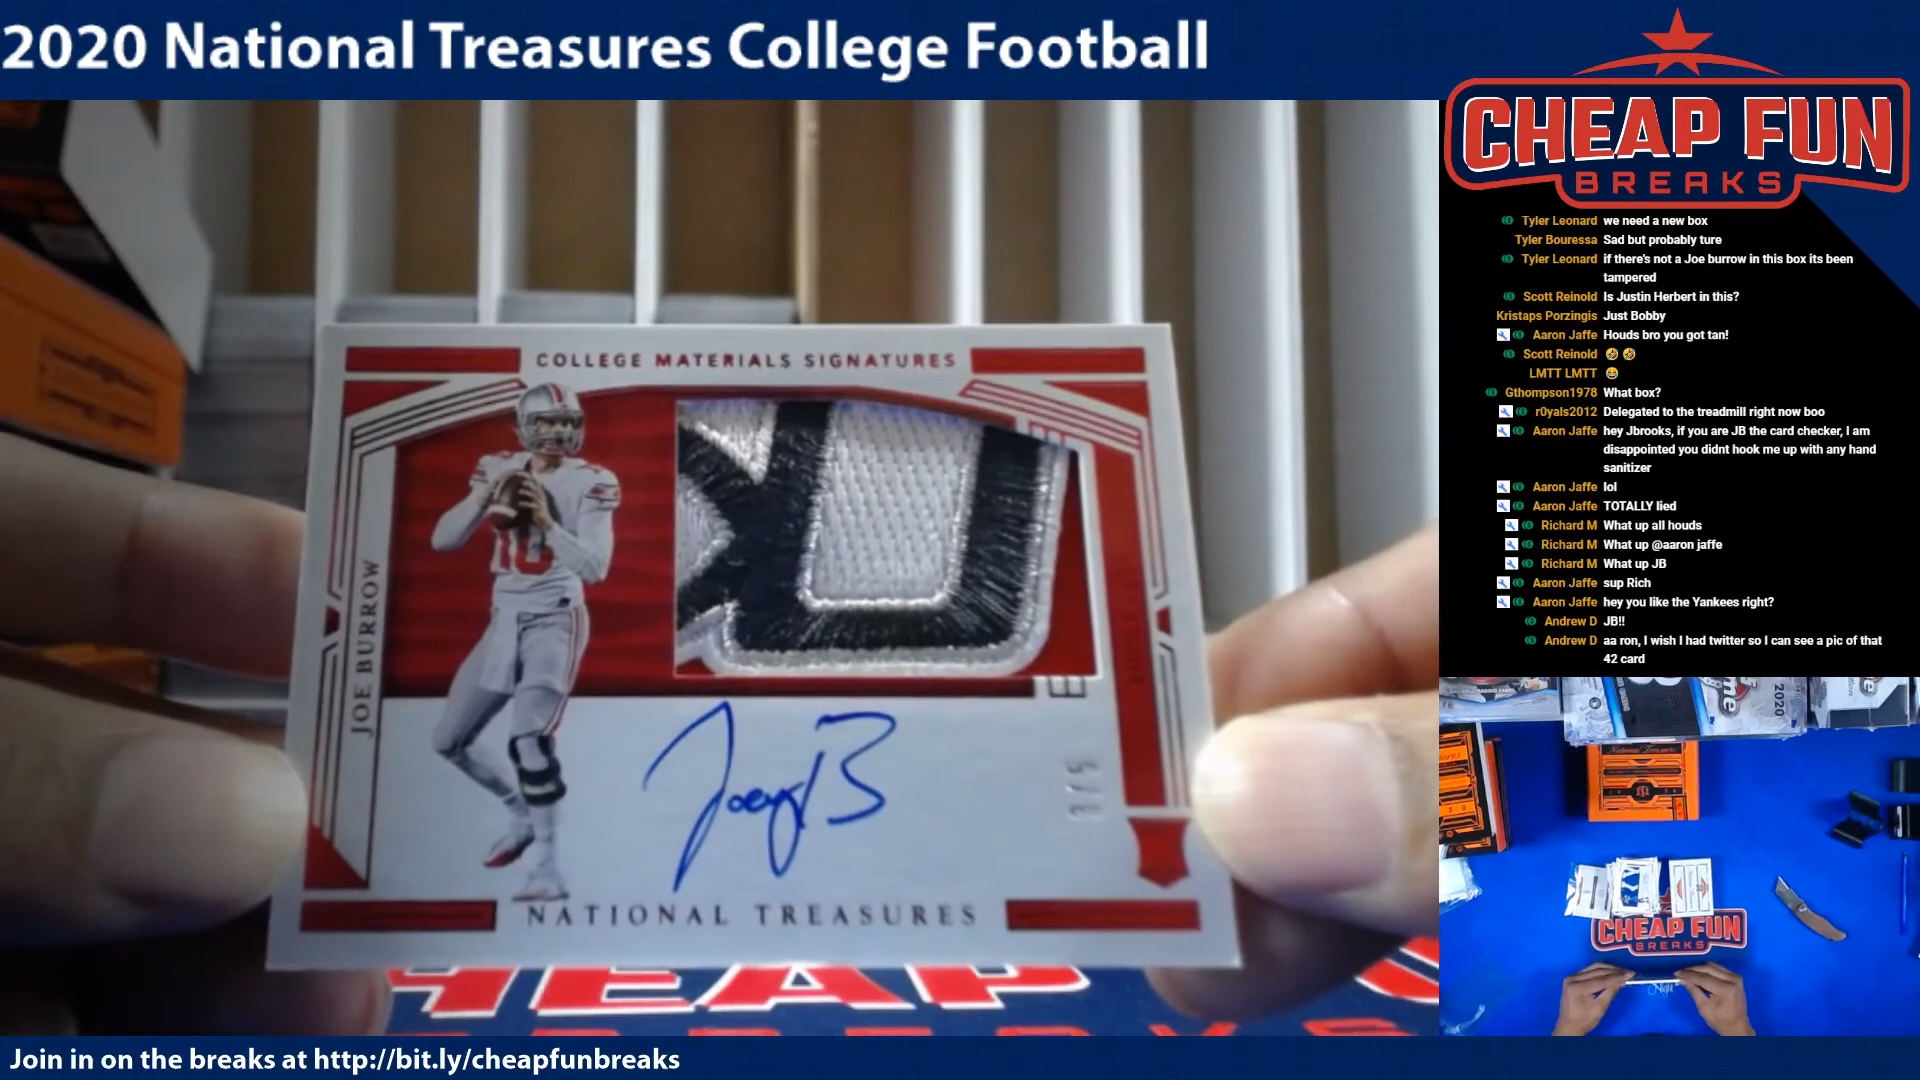 2020 National Treasures College Football
CHEAP FUN
BREAKS
Tyler Leonard we need a new box
Tyler Bouressa Sad but probably ture
Tyler Leonard if there's not a Joe burrow in this box its been
tampered
Scott Reinold Is Justin Herbert in this?
Kristaps Porzingis Just Bobby
Aaron Jaffe Houds bro you got tan!
Scott Reinold 🤣 🤣
LMTT LMTT 😂
Gthompson1978 What box?
r0yals2012 Delegated to the treadmill right now boo
Aaron Jaffe hey Jbrooks, if you are JB the card checker, I am
disappointed you didnt hook me up with any hand
sanitizer
Aaron Jaffe lol
Aaron Jaffe TOTALLY lied
Richard M What up all houds
Richard M What up @aaron jaffe
Richard M What up JB
Aaron Jaffe sup Rich
Aaron Jaffe hey you like the Yankees right?
Andrew D JB!!
Andrew D aa ron, I wish I had twitter so I can see a pic of that
42 card
COLLEGE MATERIALS SIGNATURES
JOE BURROW
10
JoeyB
3/5
NATIONAL TREASURES
HEAP
2020
CHEAP FUN
BREAKS
Join in on the breaks at http://bit.ly/cheapfunbreaks